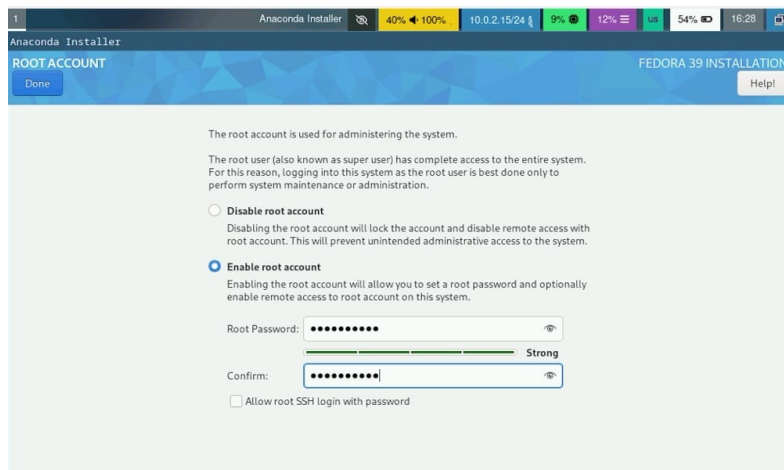 1 Anaconda Installer 40% 100% 10.0.2.15/24 9% 12% us 54% 16:28
Anaconda Installer
ROOT ACCOUNT FEDORA 39 INSTALLATION
Done Help!
The root account is used for administering the system.
The root user (also known as super user) has complete access to the entire system.
For this reason, logging into this system as the root user is best done only to
perform system maintenance or administration.
Disable root account
Disabling the root account will lock the account and disable remote access with
root account. This will prevent unintended administrative access to the system.
Enable root account
Enabling the root account will allow you to set a root password and optionally
enable remote access to root account on this system.
Root Password: ●●●●●●●●●●
Strong
Confirm: ●●●●●●●●●●
Allow root SSH login with password